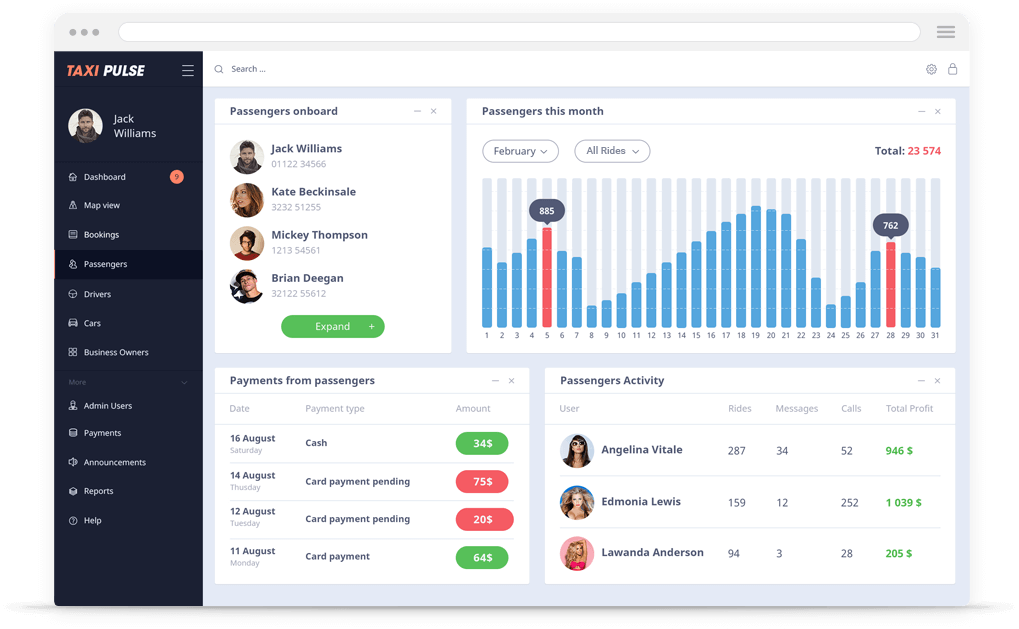 TAXI PULSE
Search ...
Jack
Williams
Dashboard 9
Map view
Bookings
Passengers
Drivers
Cars
Business Owners
More
Admin Users
Payments
Announcements
Reports
Help
Passengers onboard
Jack Williams
01122 34566
Kate Beckinsale
3232 51255
Mickey Thompson
1213 54561
Brian Deegan
32122 55612
Expand +
Passengers this month
February All Rides Total: 23 574
885
762
1 2 3 4 5 6 7 8 9 10 11 12 13 14 15 16 17 18 19 20 21 22 23 24 25 26 27 28 29 30 31
Payments from passengers
Date Payment type Amount
16 August
Saturday
Cash 34$
14 August
Thusday
Card payment pending 75$
12 August
Tuesday
Card payment pending 20$
11 August
Monday
Card payment 64$
Passengers Activity
User Rides Messages Calls Total Profit
Angelina Vitale 287 34 52 946 $
Edmonia Lewis 159 12 252 1 039 $
Lawanda Anderson 94 3 28 205 $